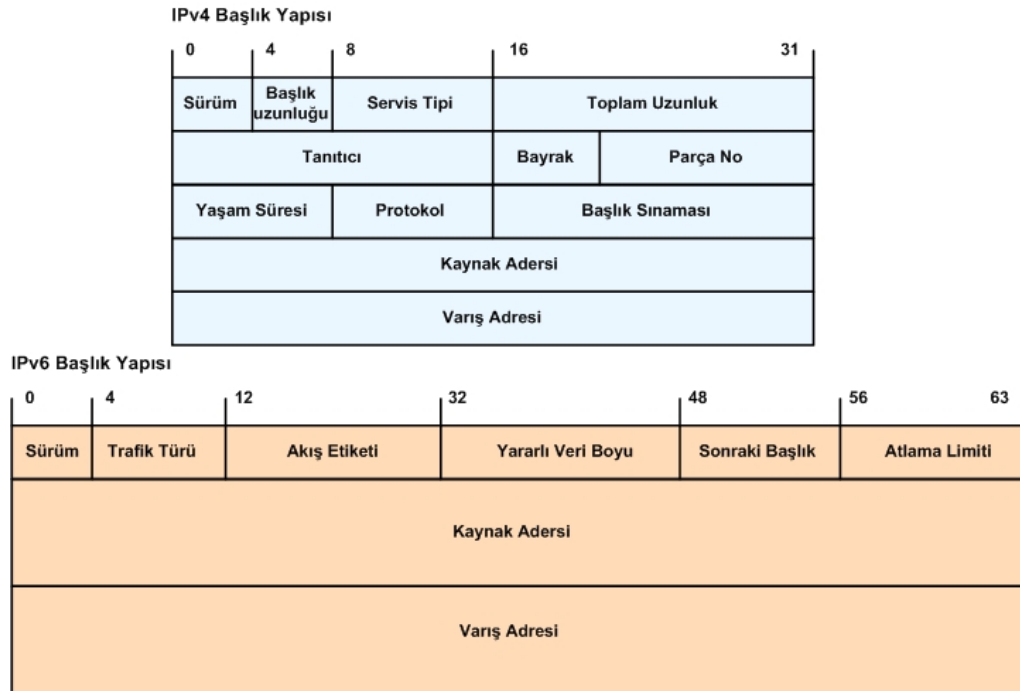 IPv4 Başlık Yapısı
0 4 8 16 31
Sürüm Başlık uzunluğu Servis Tipi Toplam Uzunluk
Tanıtıcı Bayrak Parça No
Yaşam Süresi Protokol Başlık Sınaması
Kaynak Adersi
Varış Adresi
IPv6 Başlık Yapısı
0 4 12 32 48 56 63
Sürüm Trafik Türü Akış Etiketi Yararlı Veri Boyu Sonraki Başlık Atlama Limiti
Kaynak Adersi
Varış Adresi